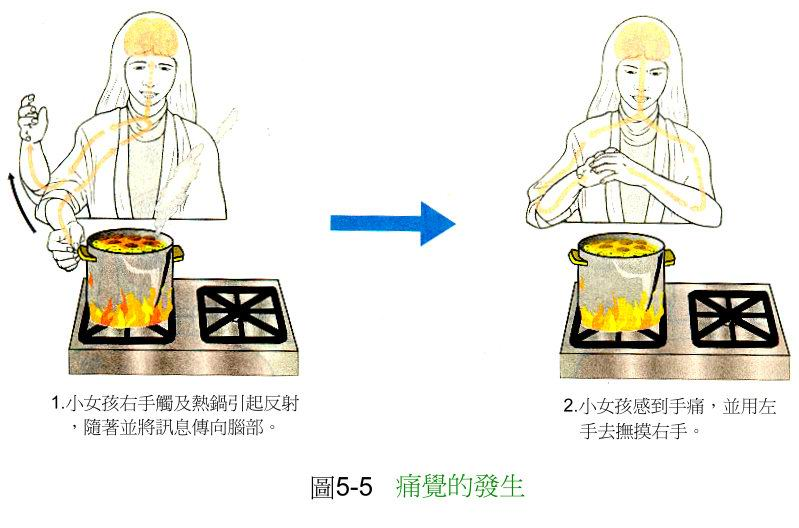 1.小女孩右手觸及熱鍋引起反射
，隨著並將訊息傳向腦部。
2.小女孩感到手痛，並用左
手去撫摸右手。
圖5-5 痛覺的發生